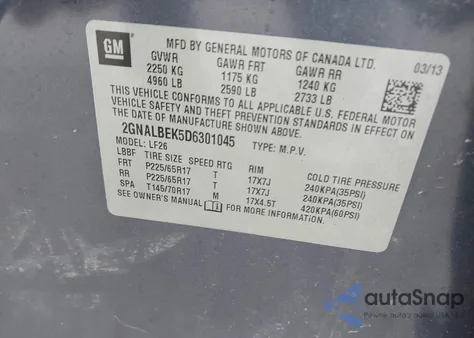 GM
MFD BY GENERAL MOTORS OF CANADA LTD.
03/13
GVWR GAWR FRT GAWR RR
2250 KG 1175 KG 1240 KG
4960 LB 2590 LB 2733 LB
THIS VEHICLE CONFORMS TO ALL APPLICABLE U.S. FEDERAL MOTOR
VEHICLE SAFETY AND THEFT PREVENTION STANDARDS IN EFFECT ON
THE DATE OF MANUFACTURE SHOWN ABOVE.
2GNALBEK5D6301045 TYPE: M.P.V.
MODEL: LF26
LBBF TIRE SIZE SPEED RTG RIM COLD TIRE PRESSURE
FRT P225/65R17 T 17X7J 240KPA(35PSI)
RR P225/65R17 T 17X7J 240KPA(35PSI)
SPA T145/70R17 M 17X4.5T 420KPA(60PSI)
SEE OWNER'S MANUAL FOR MORE INFORMATION.
autoSnap